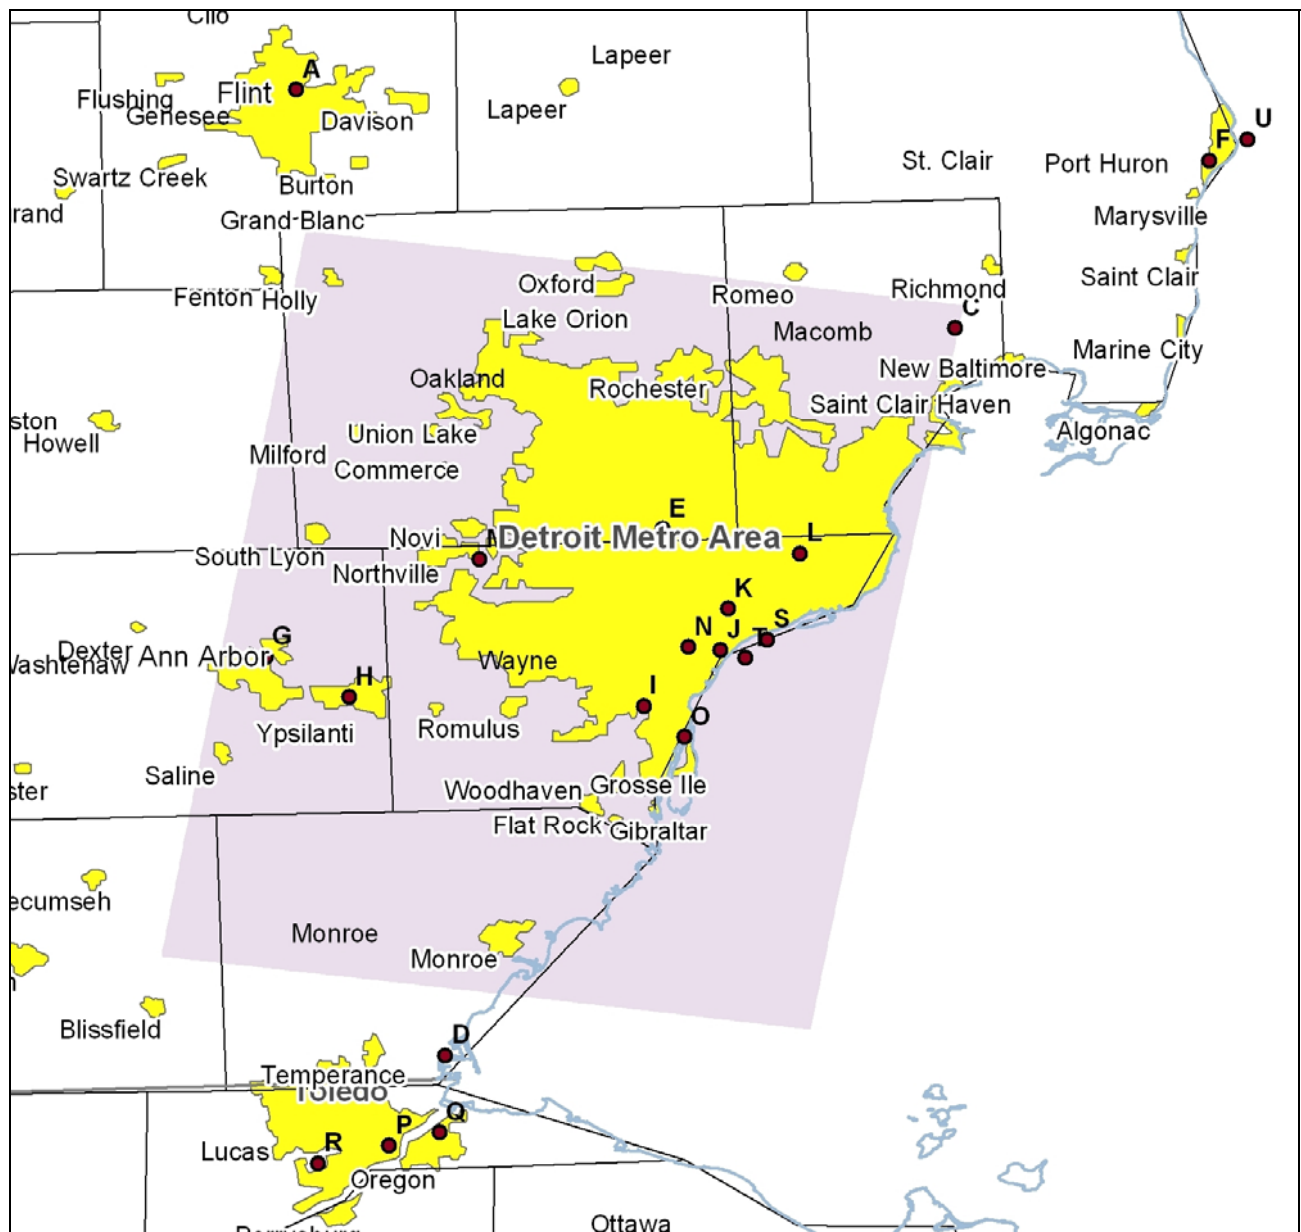 Clio
Lapeer
A
Flint
Flushing
Genesee
Davison
Lapeer
U
F
St. Clair
Port Huron
Swartz Creek
Burton
rand
Grand Blanc
Marysville
Oxford
Saint Clair
Fenton
Holly
Romeo
Richmond
C
Lake Orion
Macomb
Marine City
New Baltimore
Oakland
Rochester
Saint Clair Haven
ston
Howell
Union Lake
Algonac
Milford
Commerce
E
Novi
Detroit Metro Area
L
South Lyon
Northville
K
S
N
J
T
G
Dexter
Ann Arbor
Washtenaw
Wayne
H
I
O
Ypsilanti
Romulus
Saline
Woodhaven
Grosse Ile
ster
Flat Rock
Gibraltar
ecumseh
Monroe
Monroe
Blissfield
D
Temperance
Toledo
Q
P
R
Lucas
Oregon
Ottawa